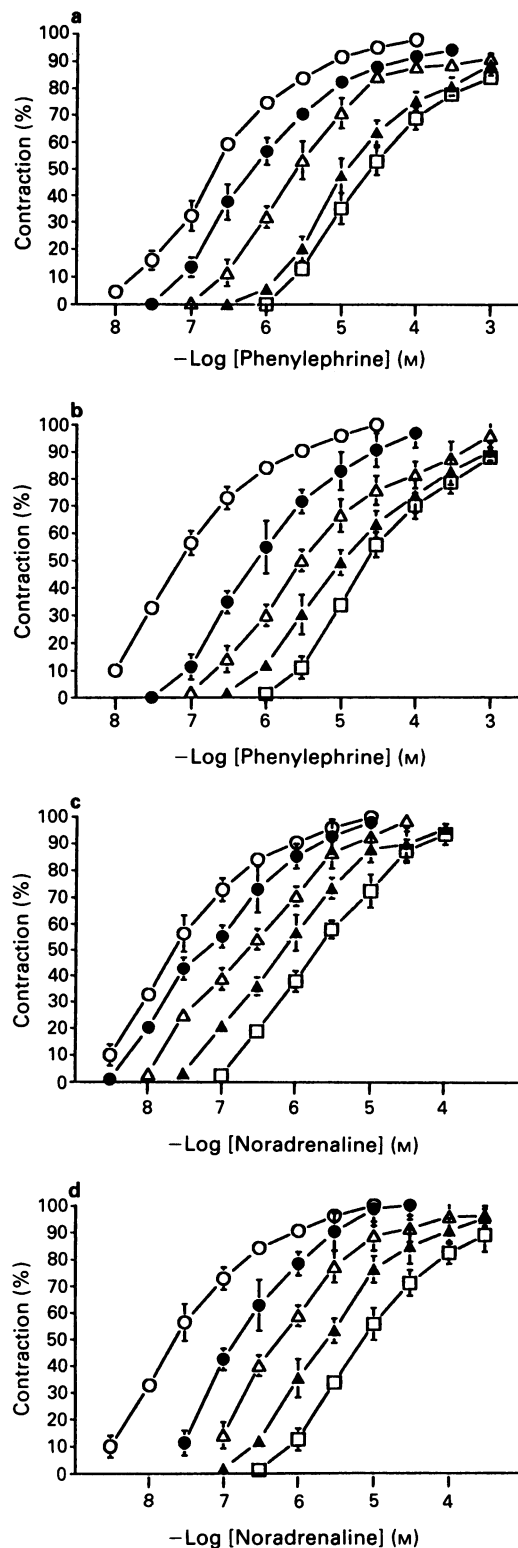 a
Contraction (%)
100
90
80
70
60
50
40
30
20
10
0
8 7 6 5 4 3
−Log [Phenylephrine] (M)
b
Contraction (%)
100
90
80
70
60
50
40
30
20
10
0
8 7 6 5 4 3
−Log [Phenylephrine] (M)
c
Contraction (%)
100
90
80
70
60
50
40
30
20
10
0
8 7 6 5 4
−Log [Noradrenaline] (M)
d
Contraction (%)
100
90
80
70
60
50
40
30
20
10
0
8 7 6 5 4
−Log [Noradrenaline] (M)